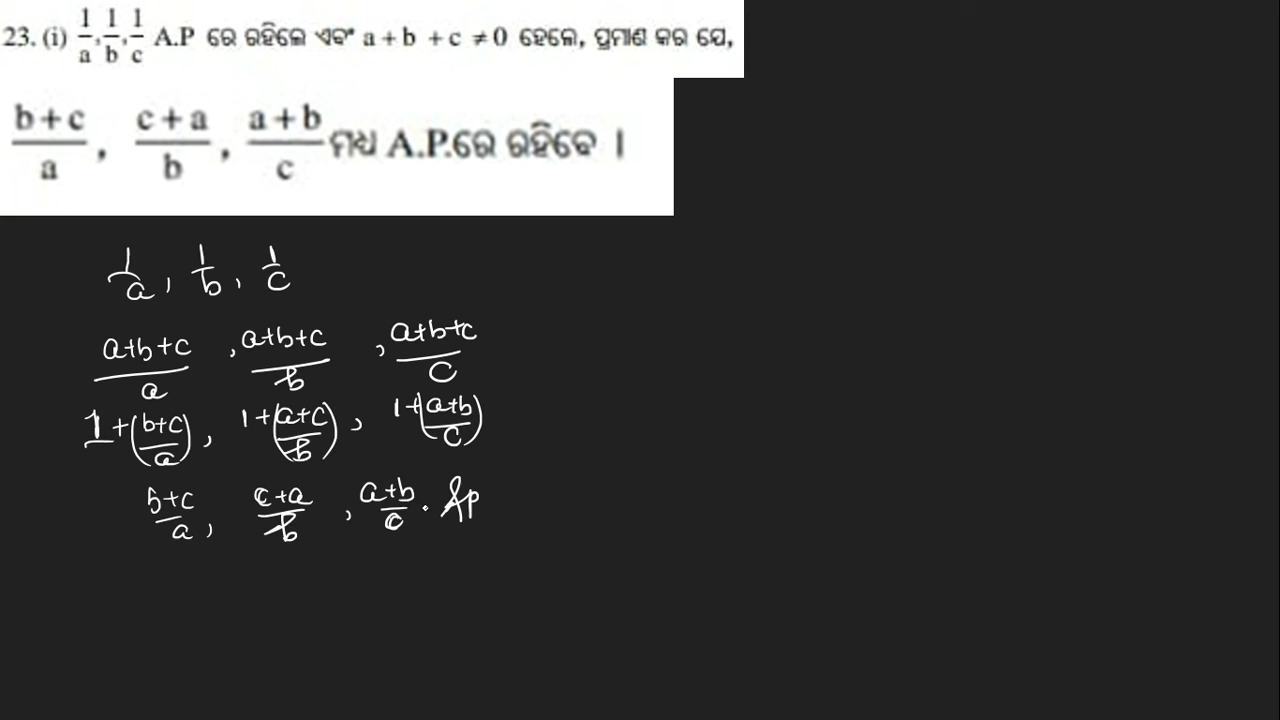 23. (i) 1/a, 1/b, 1/c A.P ରେ ରହିଲେ ଏବଂ a + b + c ≠ 0 ହେଲେ, ପ୍ରମାଣ କର ଯେ,
b + c/a, c + a/b, a + b/c ମଧ୍ୟ A.P.ରେ ରହିବେ ।
1/a, 1/b, 1/c
a+b+c/a, a+b+c/b, a+b+c/c
1+(b+c/a), 1+(a+c/b), 1+(a+b/c)
b+c/a, c+a/b, a+b/c. Ap